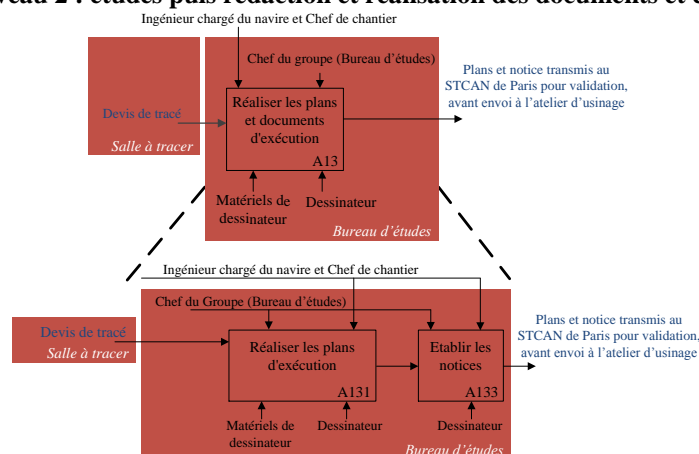 veau 2 : études puis rédaction et réalisation des documents et
Ingénieur chargé du navire et Chef de chantier
Chef du groupe (Bureau d'études)
Plans et notice transmis au
STCAN de Paris pour validation,
avant envoi à l'atelier d'usinage
Devis de tracé
Salle à tracer
Réaliser les plans
et documents
d'exécution
A13
Matériels de
dessinateur
Dessinateur
Bureau d'études
Ingénieur chargé du navire et Chef de chantier
Chef du Groupe (Bureau d'études)
Plans et notice transmis au
STCAN de Paris pour validation,
avant envoi à l'atelier d'usinage
Devis de tracé
Salle à tracer
Réaliser les plans
d'exécution
A131
Etablir les
notices
A133
Matériels de
dessinateur
Dessinateur
Dessinateur
Bureau d'études